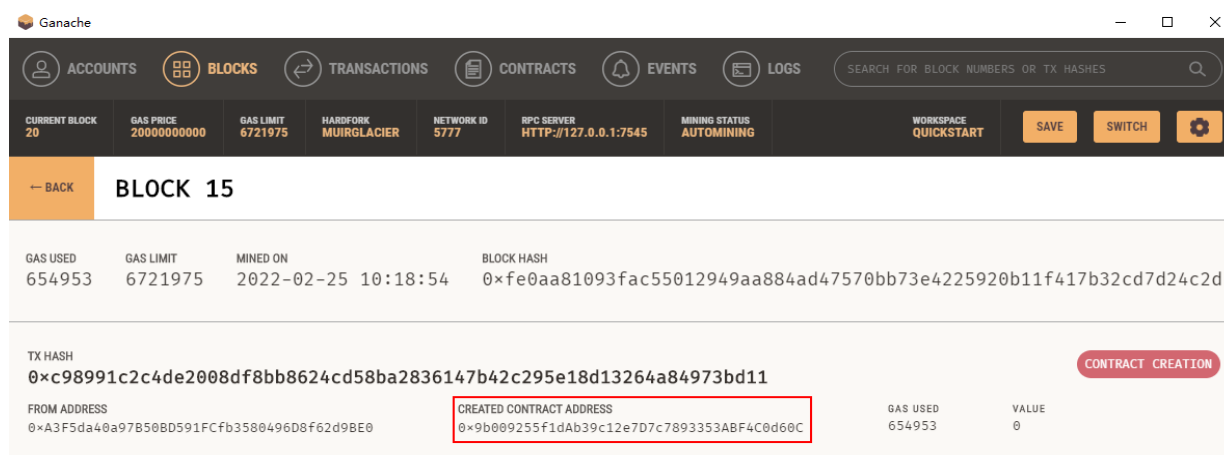 Ganache
ACCOUNTS BLOCKS TRANSACTIONS CONTRACTS EVENTS LOGS SEARCH FOR BLOCK NUMBERS OR TX HASHES
CURRENT BLOCK GAS PRICE GAS LIMIT HARDFORK NETWORK ID RPC SERVER MINING STATUS WORKSPACE
20 20000000000 6721975 MUIRGLACIER 5777 HTTP://127.0.0.1:7545 AUTOMINING QUICKSTART SAVE SWITCH
← BACK BLOCK 15
GAS USED GAS LIMIT MINED ON BLOCK HASH
654953 6721975 2022-02-25 10:18:54 0×fe0aa81093fac55012949aa884ad47570bb73e4225920b11f417b32cd7d24c2d
TX HASH
0×c98991c2c4de2008df8bb8624cd58ba2836147b42c295e18d13264a84973bd11 CONTRACT CREATION
FROM ADDRESS CREATED CONTRACT ADDRESS GAS USED VALUE
0×A3F5da40a97B50BD591FCfb3580496D8f62d9BE0 0×9b009255f1dAb39c12e7D7c7893353ABF4C0d60C 654953 0